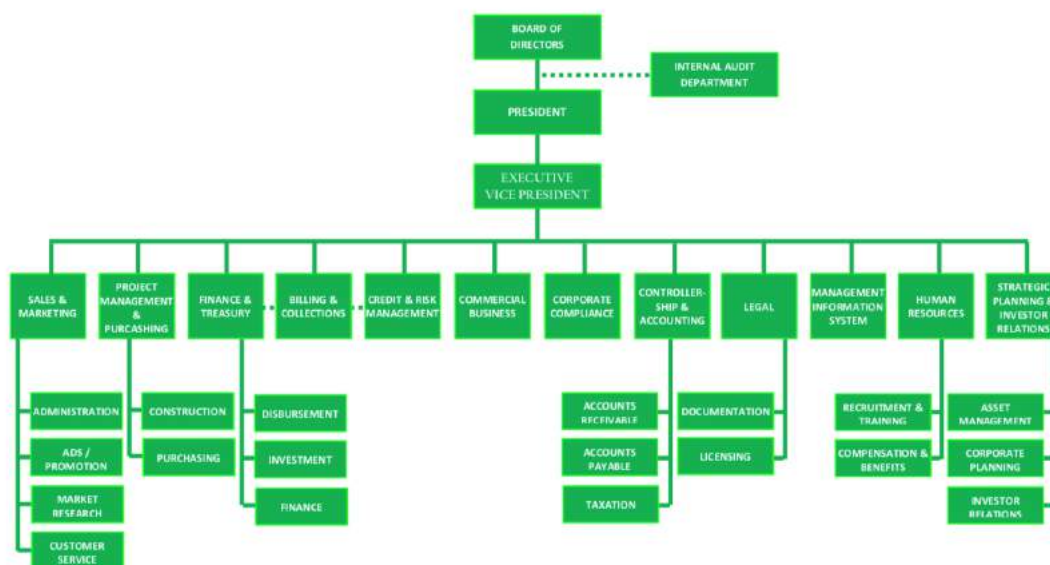 BOARD OF
DIRECTORS
INTERNAL AUDIT
DEPARTMENT
PRESIDENT
EXECUTIVE
VICE PRESIDENT
SALES &
MARKETING
PROJECT
MANAGEMENT
&
PURCASHING
FINANCE &
TREASURY
BILLING &
COLLECTIONS
CREDIT & RISK
MANAGEMENT
COMMERCIAL
BUSINESS
CORPORATE
COMPLIANCE
CONTROLLER-
SHIP &
ACCOUNTING
LEGAL
MANAGEMENT
INFORMATION
SYSTEM
HUMAN
RESOURCES
STRATEGIC
PLANNING &
INVESTOR
RELATIONS
ADMINISTRATION
ADS /
PROMOTION
MARKET
RESEARCH
CUSTOMER
SERVICE
CONSTRUCTION
PURCHASING
DISBURSEMENT
INVESTMENT
FINANCE
ACCOUNTS
RECEIVABLE
ACCOUNTS
PAYABLE
TAXATION
DOCUMENTATION
LICENSING
RECRUITMENT &
TRAINING
COMPENSATION &
BENEFITS
ASSET
MANAGEMENT
CORPORATE
PLANNING
INVESTOR
RELATIONS